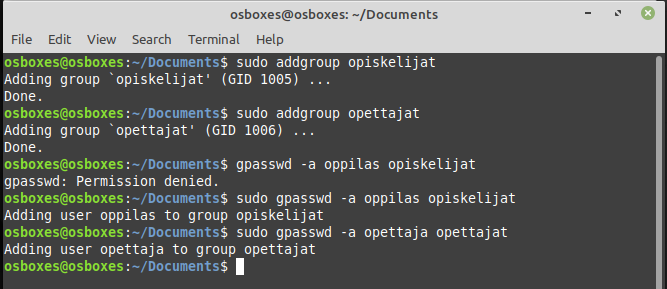 osboxes@osboxes: ~/Documents
File Edit View Search Terminal Help
osboxes@osboxes:~/Documents$ sudo addgroup opiskelijat
Adding group `opiskelijat' (GID 1005) ...
Done.
osboxes@osboxes:~/Documents$ sudo addgroup opettajat
Adding group `opettajat' (GID 1006) ...
Done.
osboxes@osboxes:~/Documents$ gpasswd -a oppilas opiskelijat
gpasswd: Permission denied.
osboxes@osboxes:~/Documents$ sudo gpasswd -a oppilas opiskelijat
Adding user oppilas to group opiskelijat
osboxes@osboxes:~/Documents$ sudo gpasswd -a opettaja opettajat
Adding user opettaja to group opettajat
osboxes@osboxes:~/Documents$